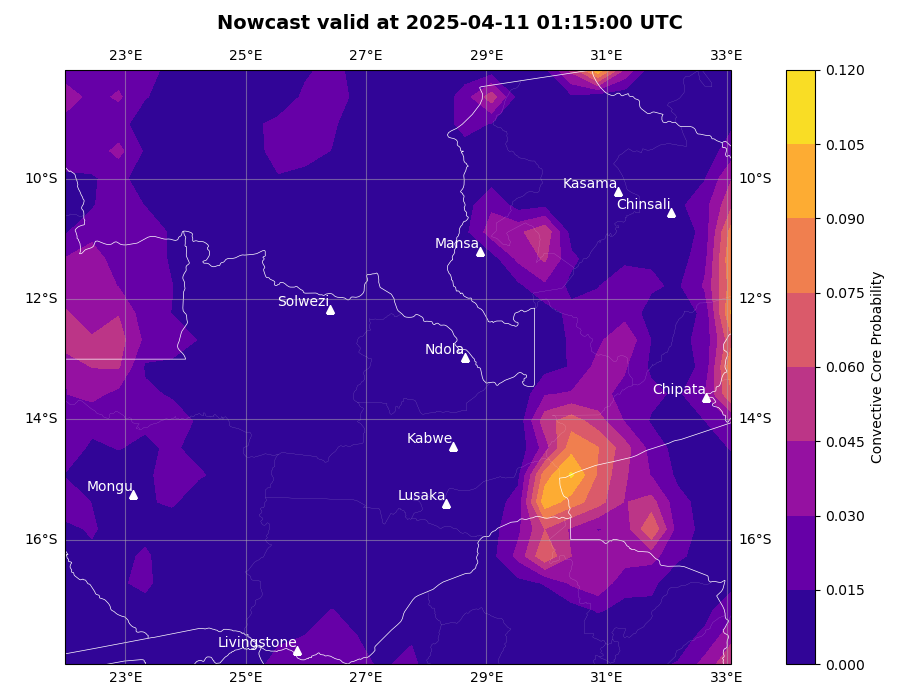 Nowcast valid at 2025-04-11 01:15:00 UTC
23°E 25°E 27°E 29°E 31°E 33°E
0.120
0.105
10°S Kasama 10°S
Chinsali
0.090
Mansa
0.075
12°S Solwezi 12°S
Ndola
0.060
Chipata
14°S 14°S
Kabwe
0.045
Mongu Lusaka
0.030
16°S 16°S
0.015
Livingstone
0.000
23°E 25°E 27°E 29°E 31°E 33°E
Convective Core Probability